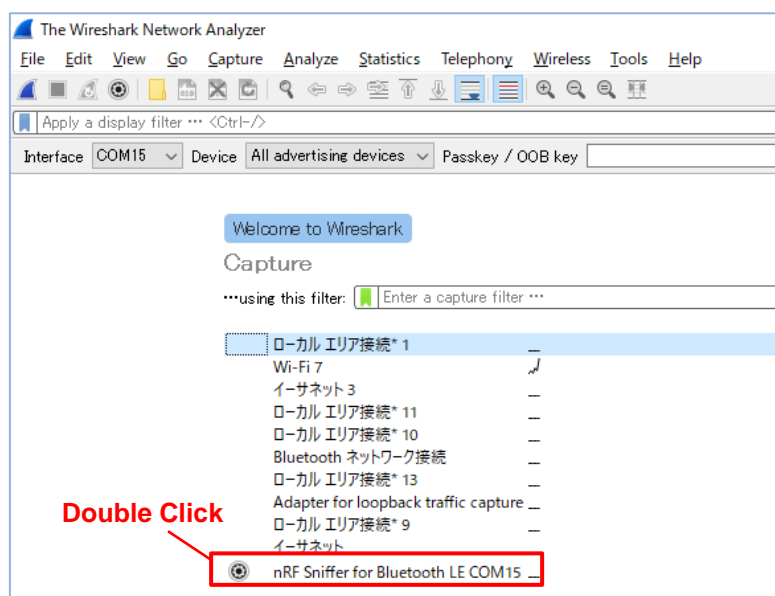 The Wireshark Network Analyzer
File Edit View Go Capture Analyze Statistics Telephony Wireless Tools Help
Apply a display filter … <Ctrl-/>
Interface COM15 Device All advertising devices Passkey / OOB key
Welcome to Wireshark
Capture
…using this filter: Enter a capture filter …
ローカル エリア接続* 1
Wi-Fi 7
イーサネット 3
ローカル エリア接続* 11
ローカル エリア接続* 10
Bluetooth ネットワーク接続
ローカル エリア接続* 13
Adapter for loopback traffic capture
ローカル エリア接続* 9
イーサネット
Double Click
nRF Sniffer for Bluetooth LE COM15